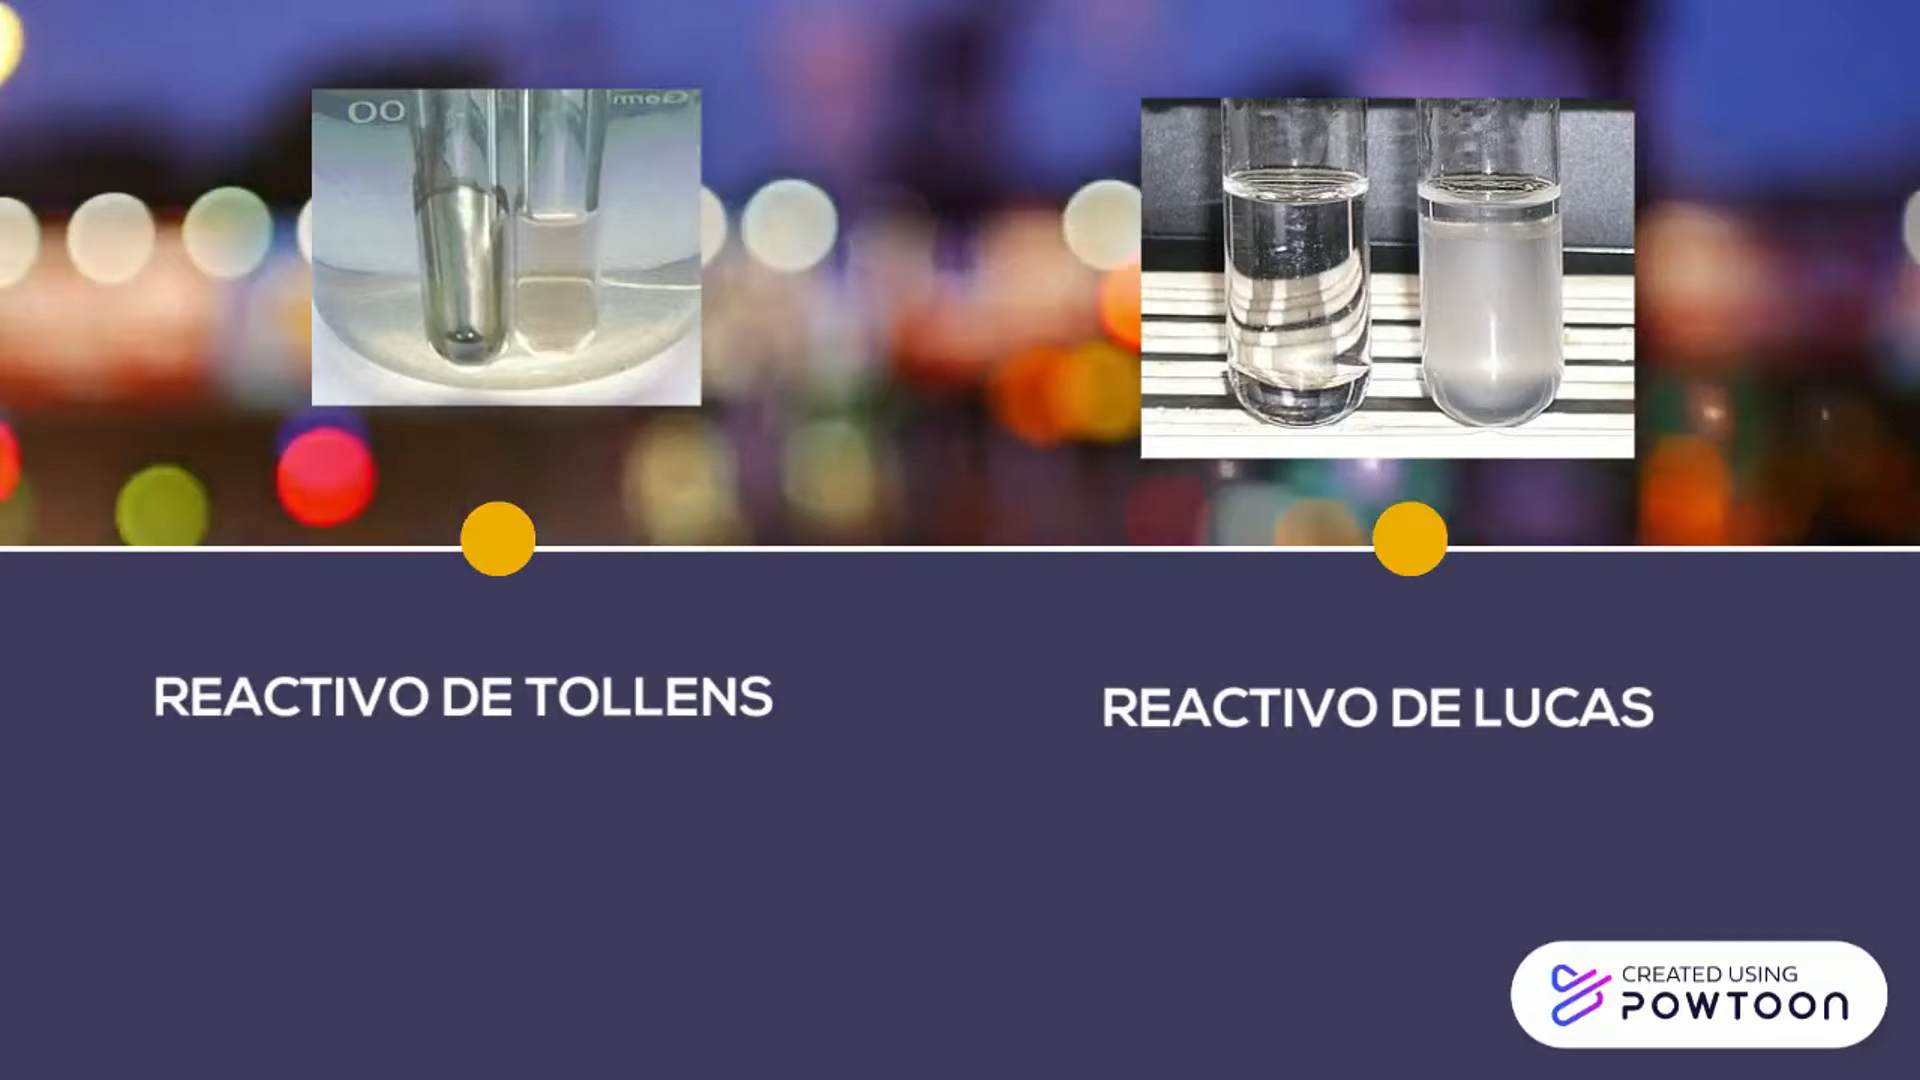 REACTIVO DE TOLLENS
REACTIVO DE LUCAS
CREATED USING
POWTOON